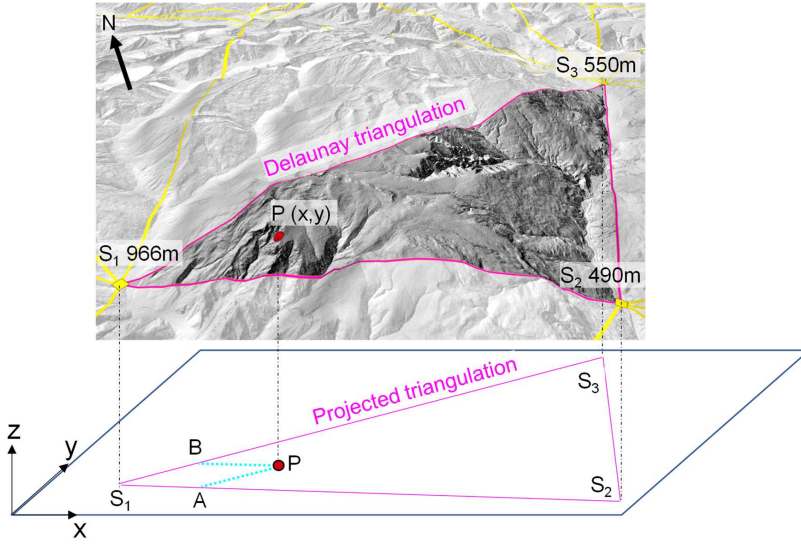 N
S₃ 550m
Delaunay triangulation
P (x,y)
S₁ 966m
S₂ 490m
Projected triangulation
S₃
z
y
B
P
S₁
A
S₂
x